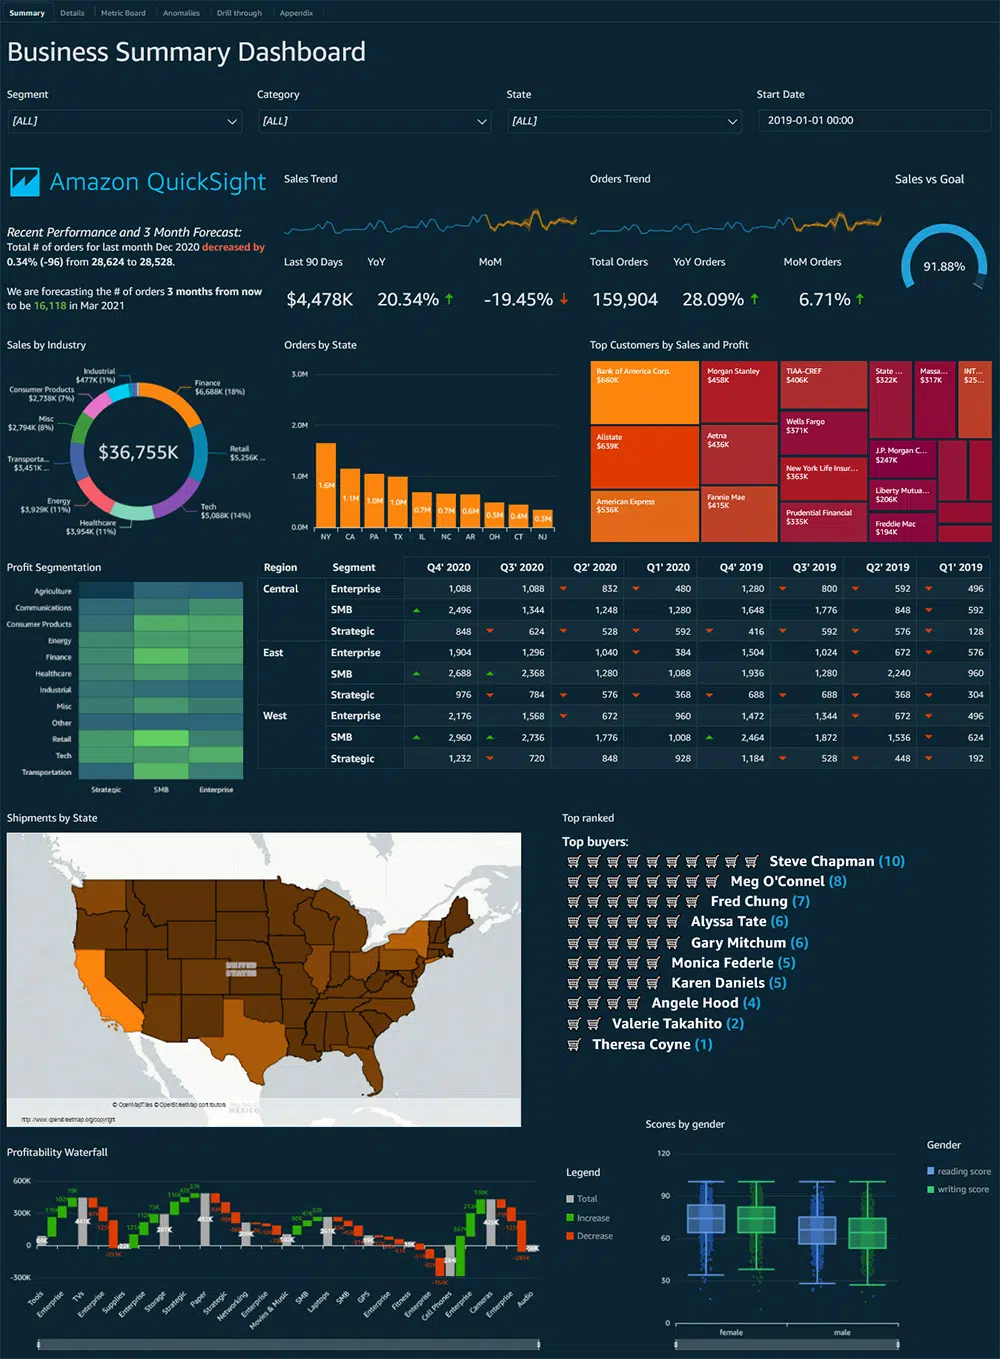 Summary Details Metric Board Anomalies Drill through Appendix
Business Summary Dashboard
Segment Category State Start Date
[ALL] [ALL] [ALL] 2019-01-01 00:00
Amazon QuickSight
Recent Performance and 3 Month Forecast:
Total # of orders for last month Dec 2020 decreased by
0.34% (-96) from 28,624 to 28,528.
We are forecasting the # of orders 3 months from now
to be 16,118 in Mar 2021
Sales Trend
Last 90 Days YoY MoM
$4,478K 20.34% -19.45%
Orders Trend
Total Orders YoY Orders MoM Orders
159,904 28.09% 6.71%
Sales vs Goal
91.88%
Sales by Industry
Industrial
$477K (1%)
Finance
$6,688K (18%)
Consumer Products
$2,738K (7%)
Misc
$2,794K (8%)
Retail
$5,256K ...
Transporta...
$3,451K ...
$36,755K
Energy
$3,929K (11%)
Tech
$5,088K (14%)
Healthcare
$3,954K (11%)
Orders by State
3.0M
2.0M
1.0M
0.0M
1.6M 1.1M 1.0M 1.0M 0.7M 0.7M 0.6M 0.5M 0.4M 0.3M
NY CA PA TX IL NC AR OH CT NJ
Top Customers by Sales and Profit
Bank of America Corp.
$660K
Allstate
$639K
American Express
$536K
Morgan Stanley
$458K
Aetna
$436K
Fannie Mae
$415K
TIAA-CREF
$406K
Wells Fargo
$371K
New York Life Insur...
$363K
Prudential Financial
$335K
State ...
$322K
Massa...
$317K
INT...
$25...
J.P. Morgan C...
$247K
Liberty Mutua...
$206K
Freddie Mac
$194K
Profit Segmentation
Agriculture
Communications
Consumer Products
Energy
Finance
Healthcare
Industrial
Misc
Other
Retail
Tech
Transportation
Strategic SMB Enterprise
Region Segment Q4' 2020 Q3' 2020 Q2' 2020 Q1' 2020 Q4' 2019 Q3' 2019 Q2' 2019 Q1' 2019
Central Enterprise 1,088 1,088 832 480 1,280 800 592 496
SMB 2,496 1,344 1,248 1,280 1,648 1,776 848 592
Strategic 848 624 528 592 416 592 576 128
East Enterprise 1,904 1,296 1,040 384 1,504 1,024 672 576
SMB 2,688 2,368 1,280 1,088 1,936 1,280 2,240 960
Strategic 976 784 576 368 688 688 368 304
West Enterprise 2,176 1,568 672 960 1,472 1,344 672 496
SMB 2,960 2,736 1,776 1,008 2,464 1,872 1,536 624
Strategic 1,232 720 848 928 1,184 528 448 192
Shipments by State
UNITED
STATES
© OpenMapTiles © OpenStreetMap contributors
MÉXICO
http://www.openstreetmap.org/copyright
Top ranked
Top buyers:
Steve Chapman (10)
Meg O'Connel (8)
Fred Chung (7)
Alyssa Tate (6)
Gary Mitchum (6)
Monica Federle (5)
Karen Daniels (5)
Angele Hood (4)
Valerie Takahito (2)
Theresa Coyne (1)
Profitability Waterfall
600K
300K
0
-300K
Tools Enterprise TVs Enterprise Supplies Enterprise Storage Strategic Paper Strategic Networking Enterprise Movies & Music SMB Laptops SMB GPS Enterprise Fitness Enterprise Cell Phones Enterprise Cameras Enterprise Audio
Legend
Total
Increase
Decrease
Scores by gender
120
90
60
30
0
female male
Gender
reading score
writing score